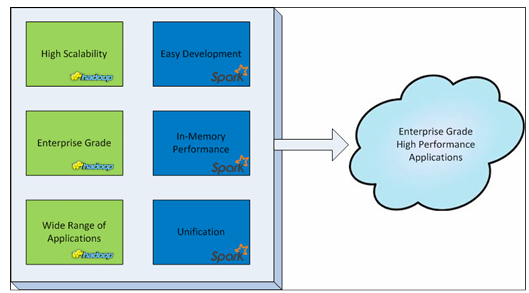 High Scalability
hadoop
Easy Development
Spark
Enterprise Grade
hadoop
In-Memory
Performance
Spark
Wide Range of
Applications
hadoop
Unification
Spark
Enterprise Grade
High Performance
Applications